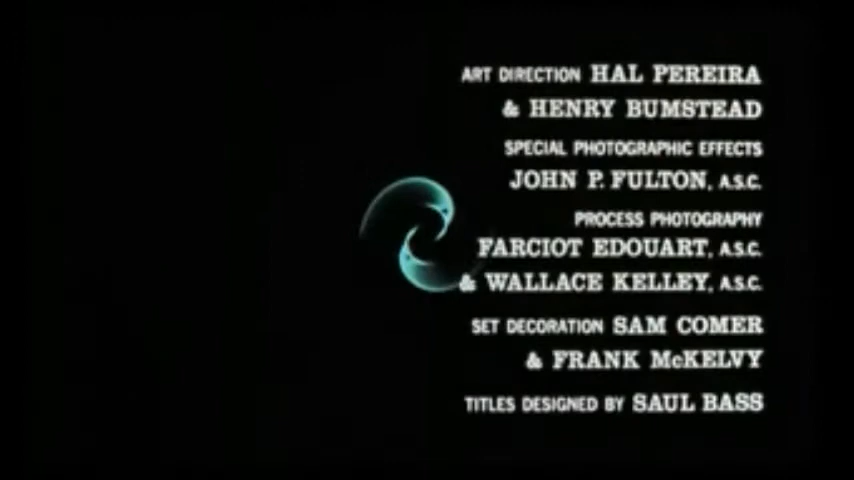 ART DIRECTION HAL PEREIRA
& HENRY BUMSTEAD
SPECIAL PHOTOGRAPHIC EFFECTS
JOHN P. FULTON, A.S.C.
PROCESS PHOTOGRAPHY
FARCIOT EDOUART, A.S.C.
& WALLACE KELLEY, A.S.C.
SET DECORATION SAM COMER
& FRANK McKELVY
TITLES DESIGNED BY SAUL BASS